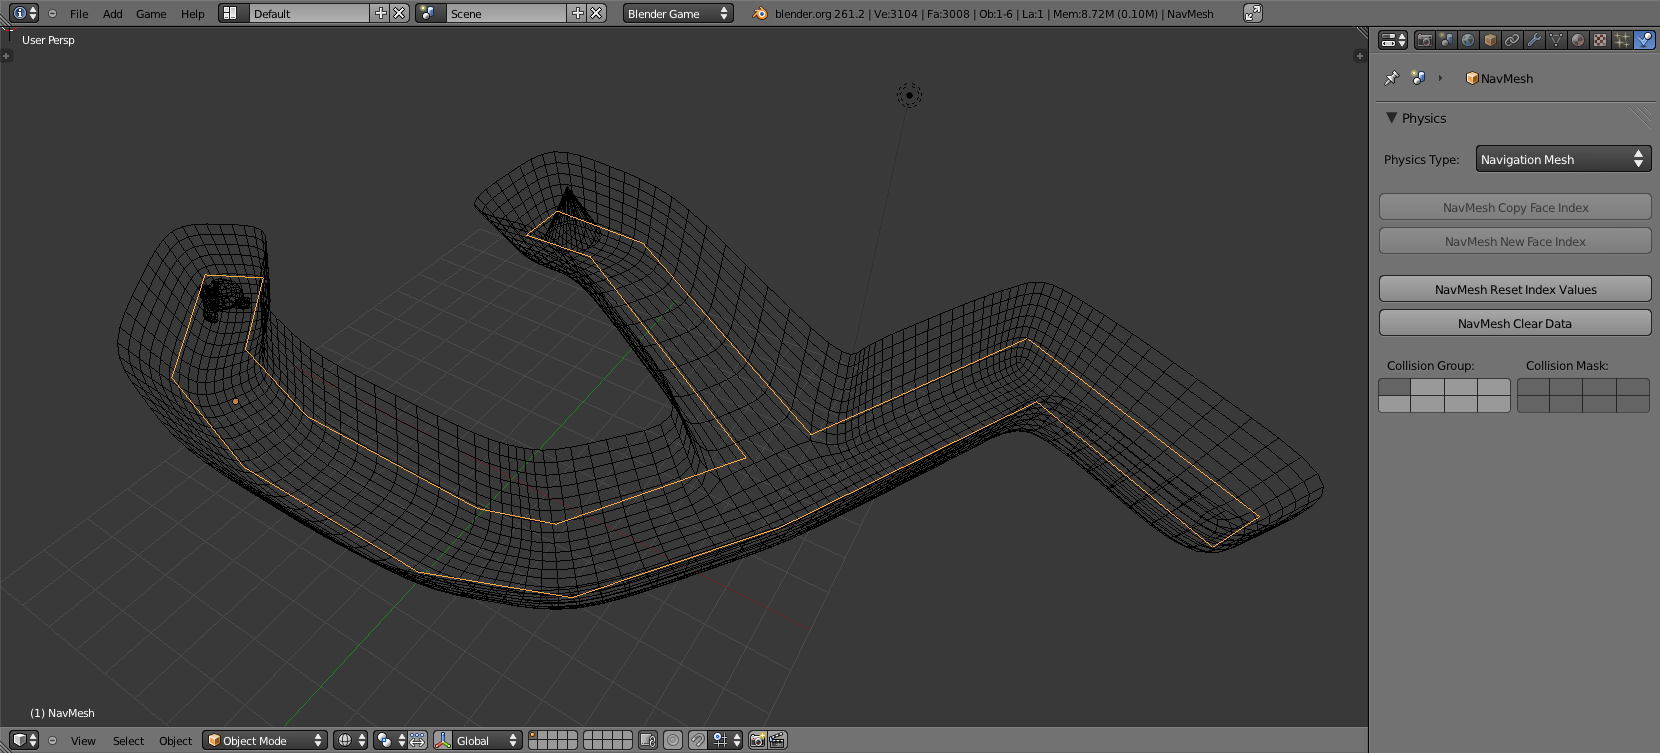 File Add Game Help Default Scene Blender Game blender.org 261.2 | Ve:3104 | Fa:3008 | Ob:1-6 | La:1 | Mem:8.72M (0.10M) | NavMesh
User Persp
NavMesh
Physics
Physics Type: Navigation Mesh
NavMesh Copy Face Index
NavMesh New Face Index
NavMesh Reset Index Values
NavMesh Clear Data
Collision Group: Collision Mask:
(1) NavMesh
View Select Object Object Mode Global